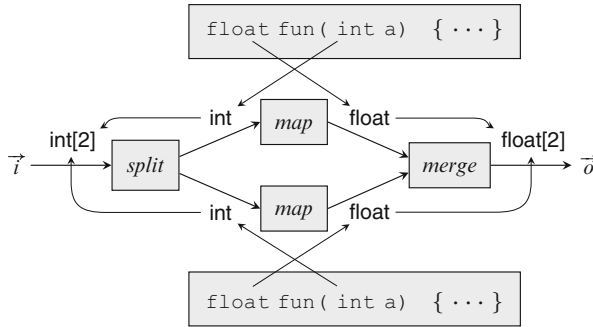 float fun( int a) { ··· }
int map float
int[2] float[2]
→i split merge →o
int map float
float fun( int a) { ··· }